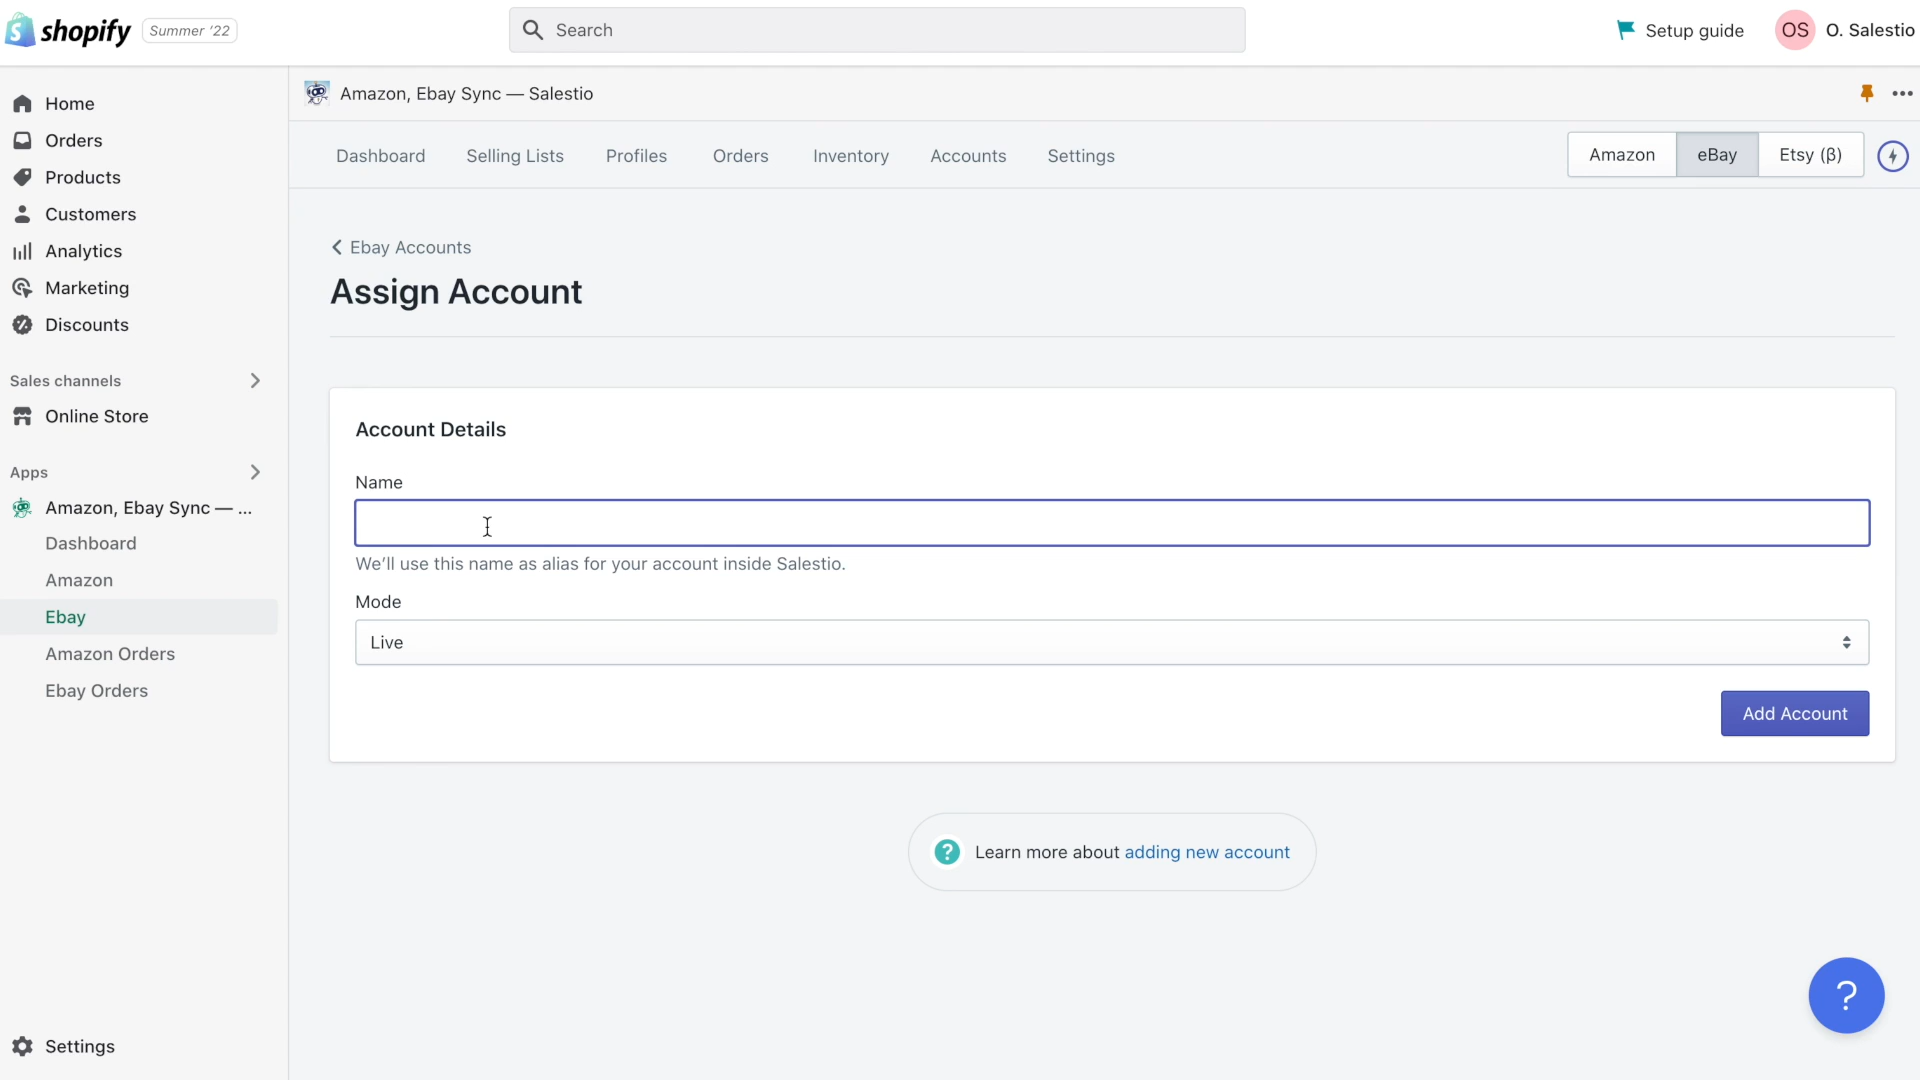 shopify Summer '22
Search
Setup guide
OS O. Salestio
Home
Orders
Products
Customers
Analytics
Marketing
Discounts
Sales channels
Online Store
Apps
Amazon, Ebay Sync — ...
Dashboard
Amazon
Ebay
Amazon Orders
Ebay Orders
Settings
Amazon, Ebay Sync — Salestio
Dashboard Selling Lists Profiles Orders Inventory Accounts Settings
Amazon eBay Etsy (β)
Ebay Accounts
Assign Account
Account Details
Name
We’ll use this name as alias for your account inside Salestio.
Mode
Live
Add Account
? Learn more about adding new account
?